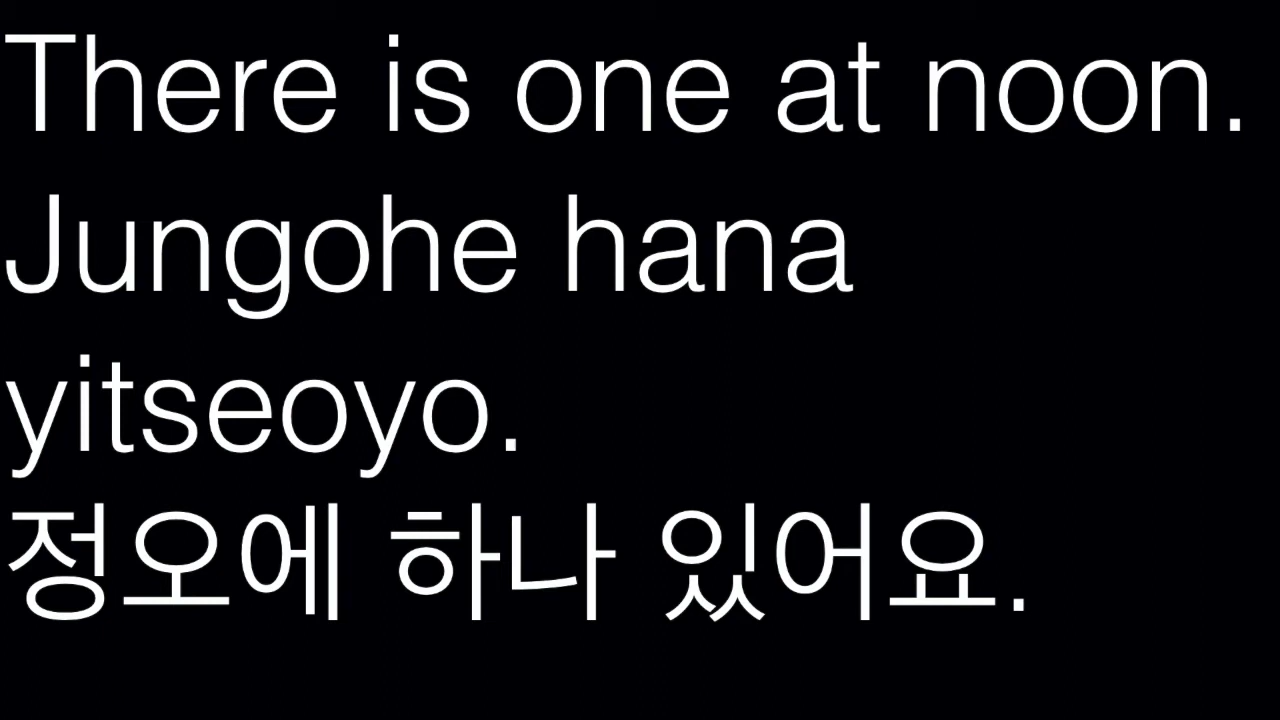 There is one at noon.
Jungohe hana
yitseoyo.
정오에 하나 있어요.